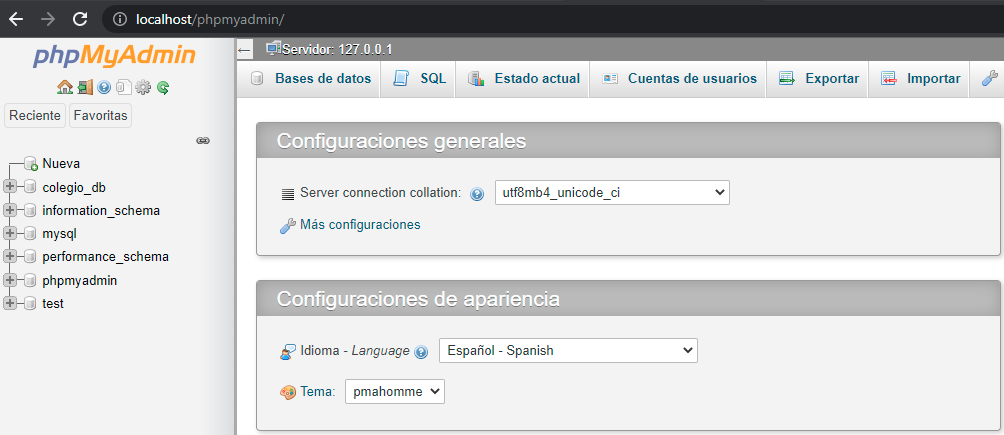 localhost/phpmyadmin/
phpMyAdmin
Reciente Favoritas
Nueva
colegio_db
information_schema
mysql
performance_schema
phpmyadmin
test
Servidor: 127.0.0.1
Bases de datos SQL Estado actual Cuentas de usuarios Exportar Importar
Configuraciones generales
Server connection collation: utf8mb4_unicode_ci
Más configuraciones
Configuraciones de apariencia
Idioma - Language Español - Spanish
Tema: pmahomme